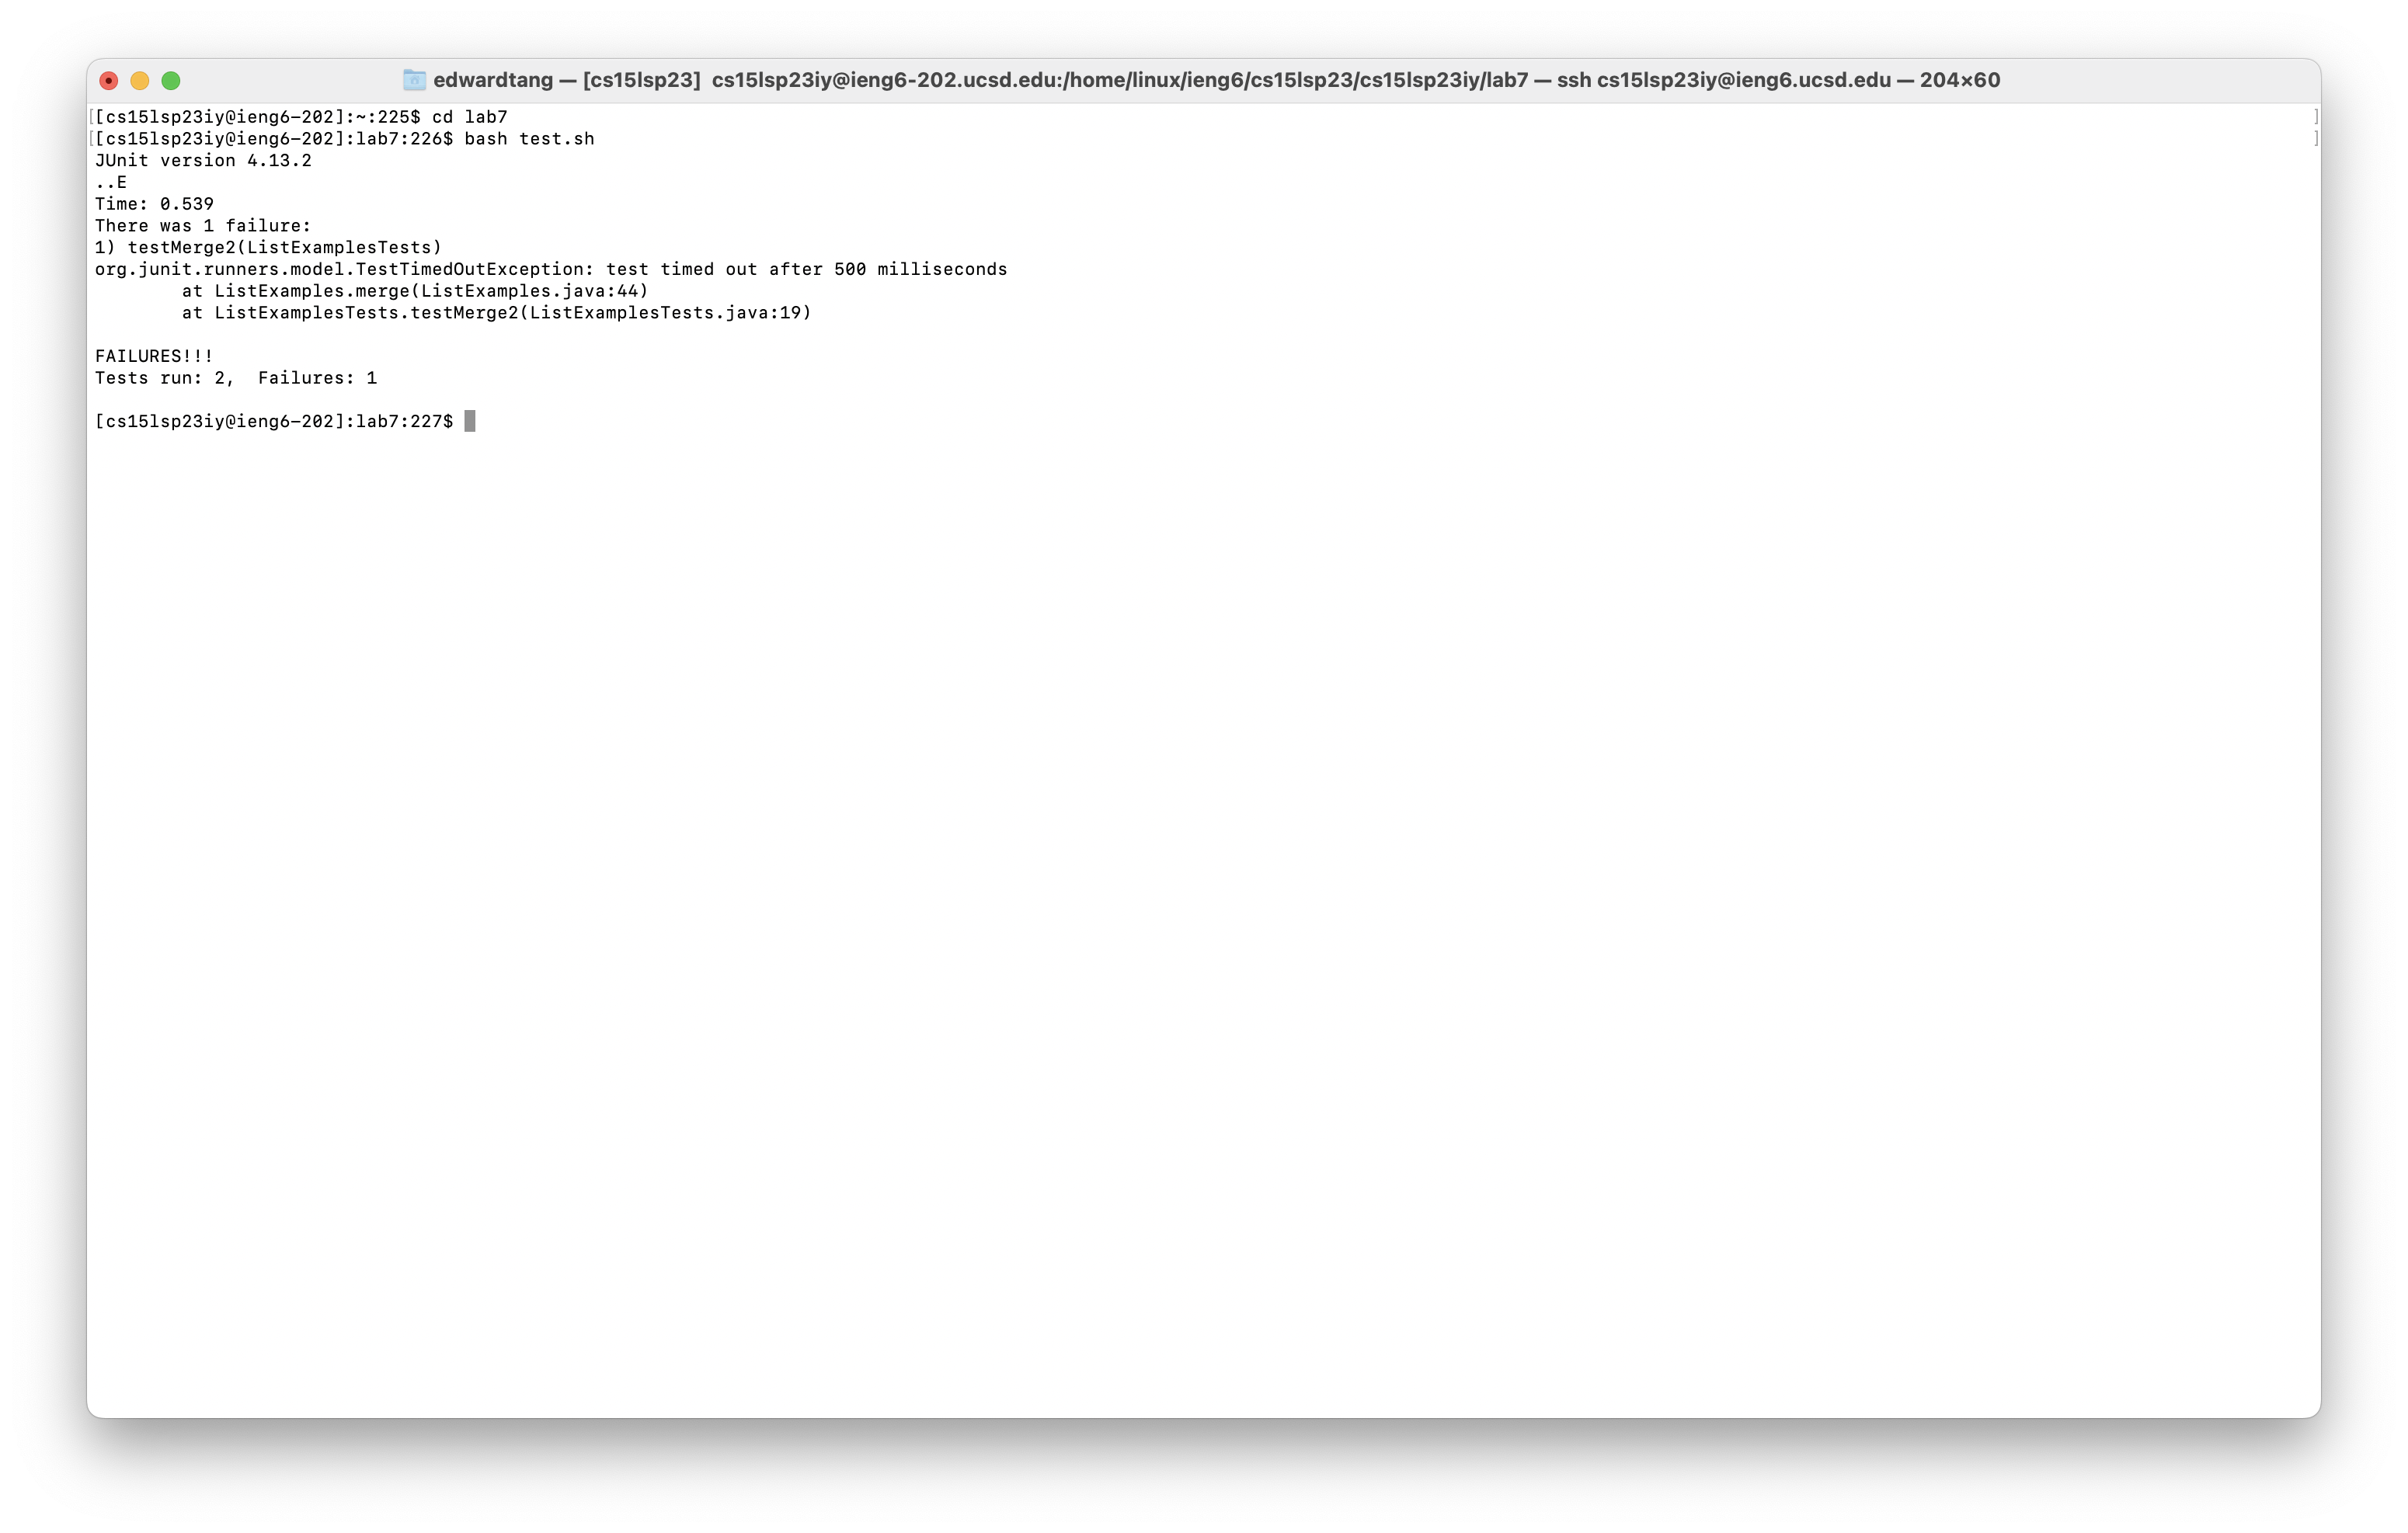 edwardtang — [cs15lsp23] cs15lsp23iy@ieng6-202.ucsd.edu:/home/linux/ieng6/cs15lsp23/cs15lsp23iy/lab7 — ssh cs15lsp23iy@ieng6.ucsd.edu — 204×60
[[cs15lsp23iy@ieng6-202]:~:225$ cd lab7 ]
[[cs15lsp23iy@ieng6-202]:lab7:226$ bash test.sh ]
JUnit version 4.13.2
..E
Time: 0.539
There was 1 failure:
1) testMerge2(ListExamplesTests)
org.junit.runners.model.TestTimedOutException: test timed out after 500 milliseconds
        at ListExamples.merge(ListExamples.java:44)
        at ListExamplesTests.testMerge2(ListExamplesTests.java:19)
FAILURES!!!
Tests run: 2,  Failures: 1
[cs15lsp23iy@ieng6-202]:lab7:227$